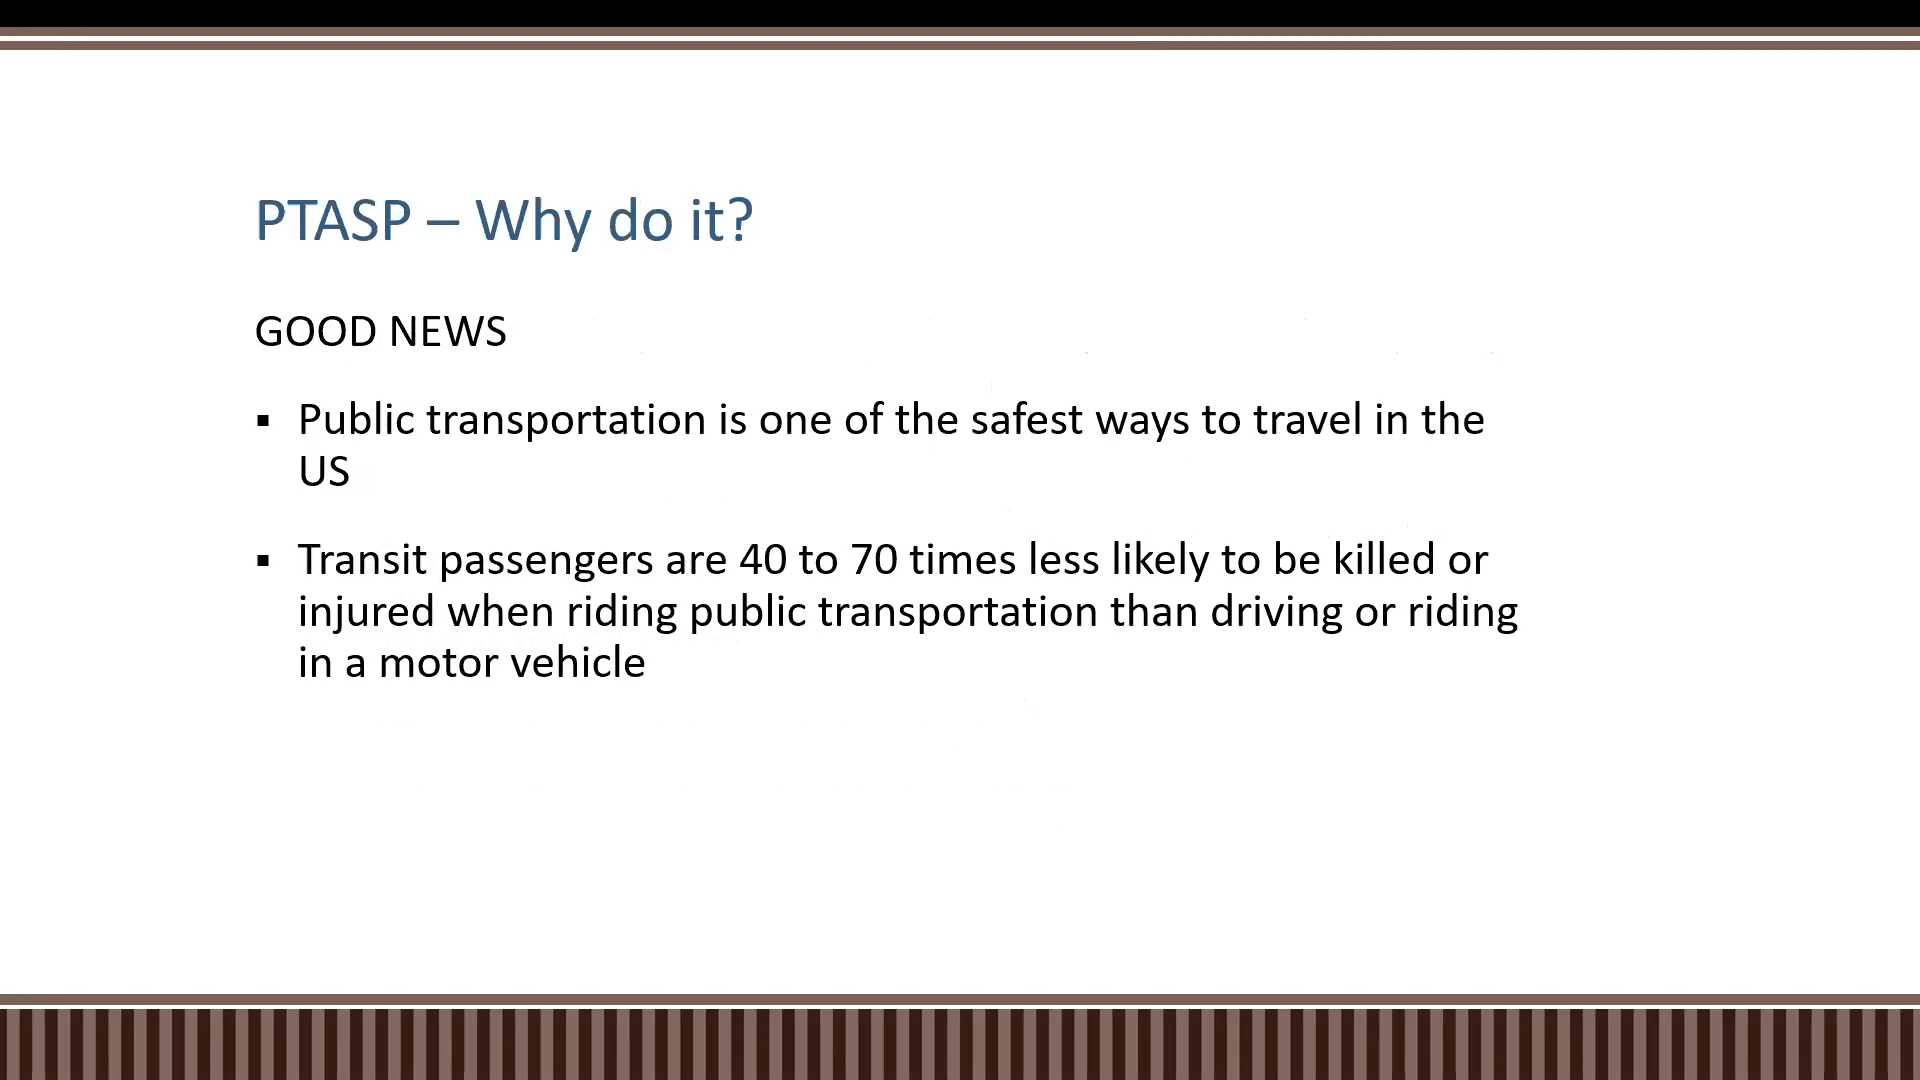 PTASP – Why do it?
GOOD NEWS
▪ Public transportation is one of the safest ways to travel in the
US
▪ Transit passengers are 40 to 70 times less likely to be killed or
injured when riding public transportation than driving or riding
in a motor vehicle